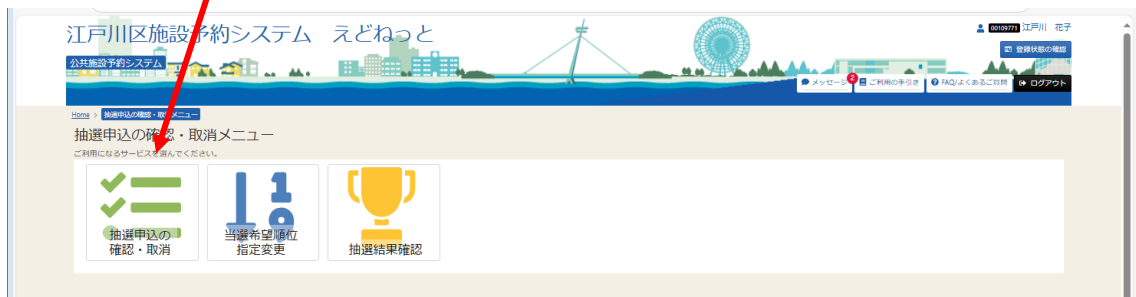 江戸川区施設予約システム えどねっと
00109771 江戸川 花子
登録状態の確認
公共施設予約システム
メッセージ 2 ご利用の手引き FAQ/よくあるご質問 ログアウト
Home > 抽選申込の確認・取消メニュー
抽選申込の確認・取消メニュー
ご利用になるサービスを選んでください。
抽選申込の
確認・取消
当選希望順位
指定変更
抽選結果確認